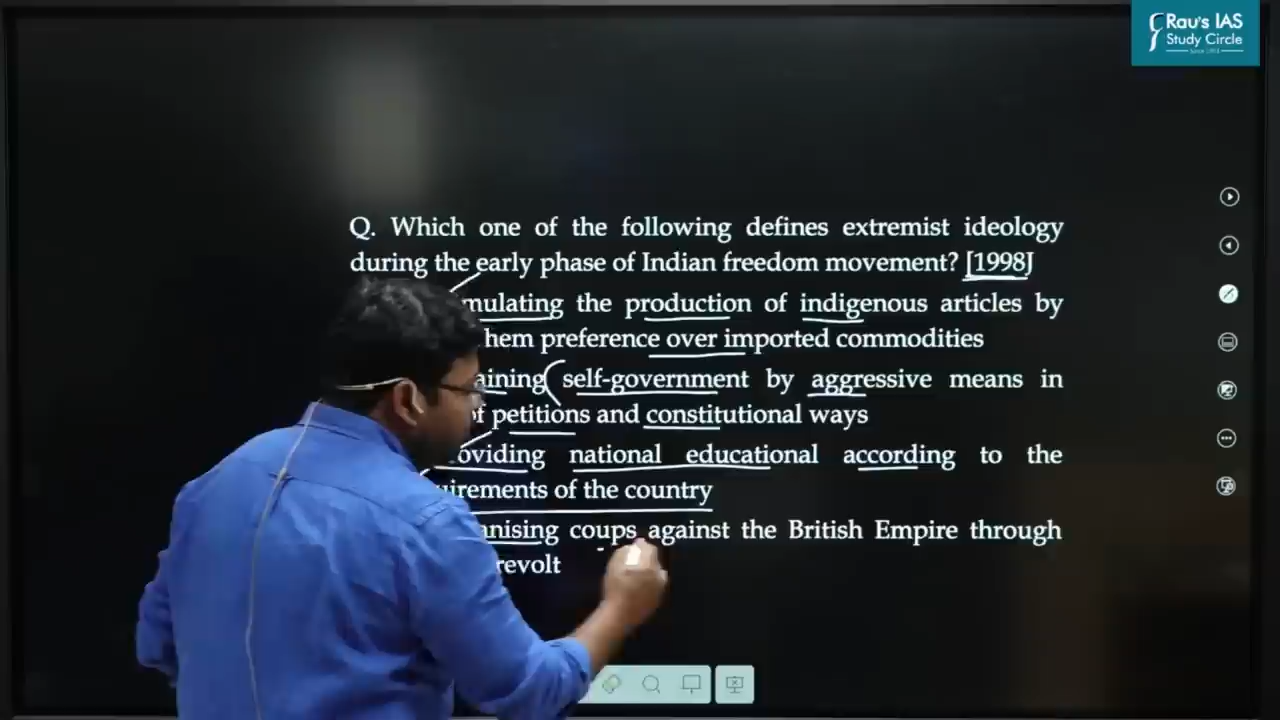 Rau's IAS
Study Circle
Q. Which one of the following defines extremist ideology
during the early phase of Indian freedom movement? [1998]
mulating the production of indigenous articles by
hem preference over imported commodities
aining self-government by aggressive means in
of petitions and constitutional ways
oviding national educational according to the
uirements of the country
nising coups against the British Empire through
revolt